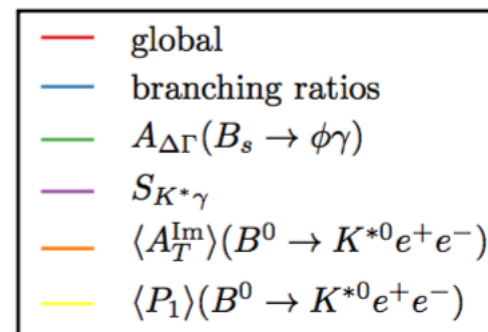 global
branching ratios
A_{ΔΓ}(B_s → ϕγ)
S_{K*γ}
⟨A_T^{Im}⟩(B^0 → K^{*0}e^+e^-)
⟨P_1⟩(B^0 → K^{*0}e^+e^-)